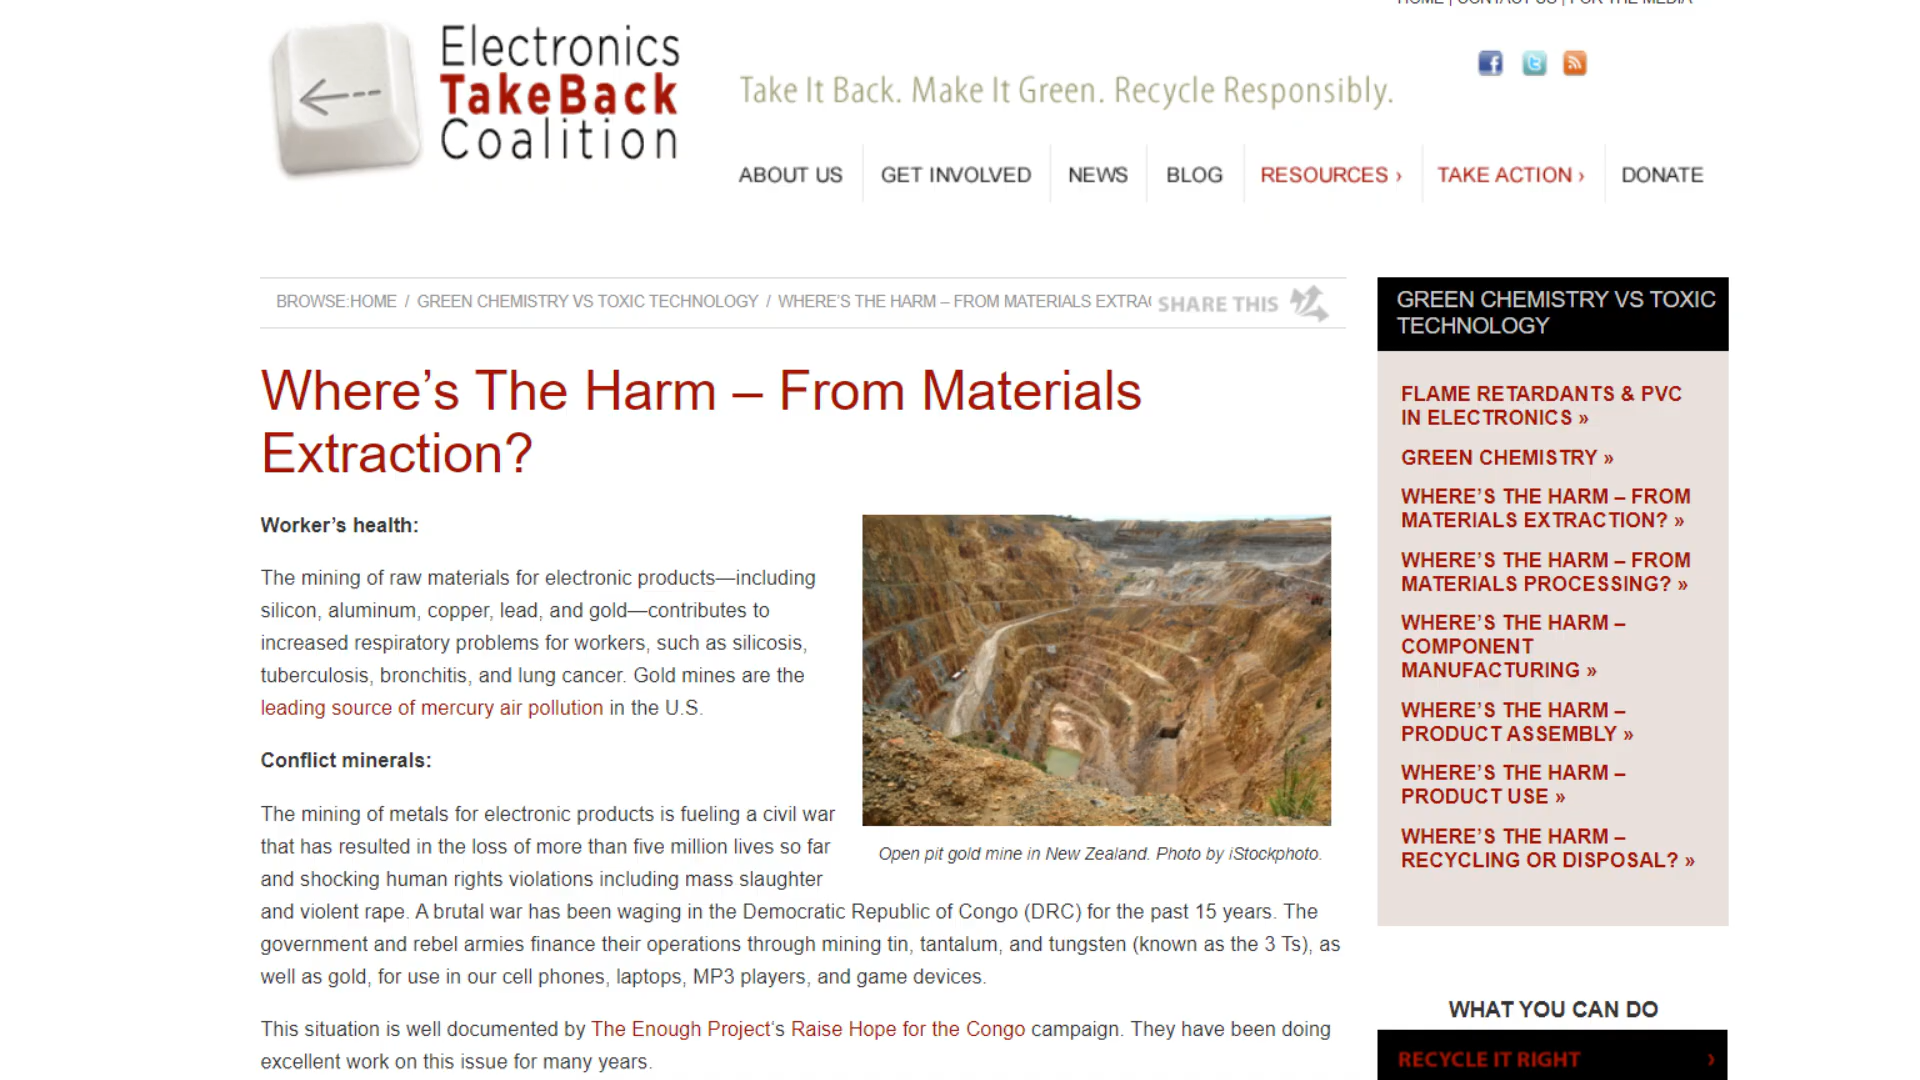 HOME | CONTACT US | FOR THE MEDIA
Electronics
TakeBack
Coalition
Take It Back. Make It Green. Recycle Responsibly.
ABOUT US
GET INVOLVED
NEWS
BLOG
RESOURCES ›
TAKE ACTION ›
DONATE
BROWSE:HOME / GREEN CHEMISTRY VS TOXIC TECHNOLOGY / WHERE'S THE HARM – FROM MATERIALS EXTRAC
SHARE THIS
Where’s The Harm – From Materials
Extraction?
Worker’s health:
The mining of raw materials for electronic products—including
silicon, aluminum, copper, lead, and gold—contributes to
increased respiratory problems for workers, such as silicosis,
tuberculosis, bronchitis, and lung cancer. Gold mines are the
leading source of mercury air pollution in the U.S.
Conflict minerals:
The mining of metals for electronic products is fueling a civil war
that has resulted in the loss of more than five million lives so far
and shocking human rights violations including mass slaughter
and violent rape. A brutal war has been waging in the Democratic Republic of Congo (DRC) for the past 15 years. The
government and rebel armies finance their operations through mining tin, tantalum, and tungsten (known as the 3 Ts), as
well as gold, for use in our cell phones, laptops, MP3 players, and game devices.
This situation is well documented by The Enough Project‘s Raise Hope for the Congo campaign. They have been doing
excellent work on this issue for many years.
Open pit gold mine in New Zealand. Photo by iStockphoto.
GREEN CHEMISTRY VS TOXIC
TECHNOLOGY
FLAME RETARDANTS & PVC
IN ELECTRONICS »
GREEN CHEMISTRY »
WHERE’S THE HARM – FROM
MATERIALS EXTRACTION? »
WHERE’S THE HARM – FROM
MATERIALS PROCESSING? »
WHERE’S THE HARM –
COMPONENT
MANUFACTURING »
WHERE’S THE HARM –
PRODUCT ASSEMBLY »
WHERE’S THE HARM –
PRODUCT USE »
WHERE’S THE HARM –
RECYCLING OR DISPOSAL? »
WHAT YOU CAN DO
RECYCLE IT RIGHT ›